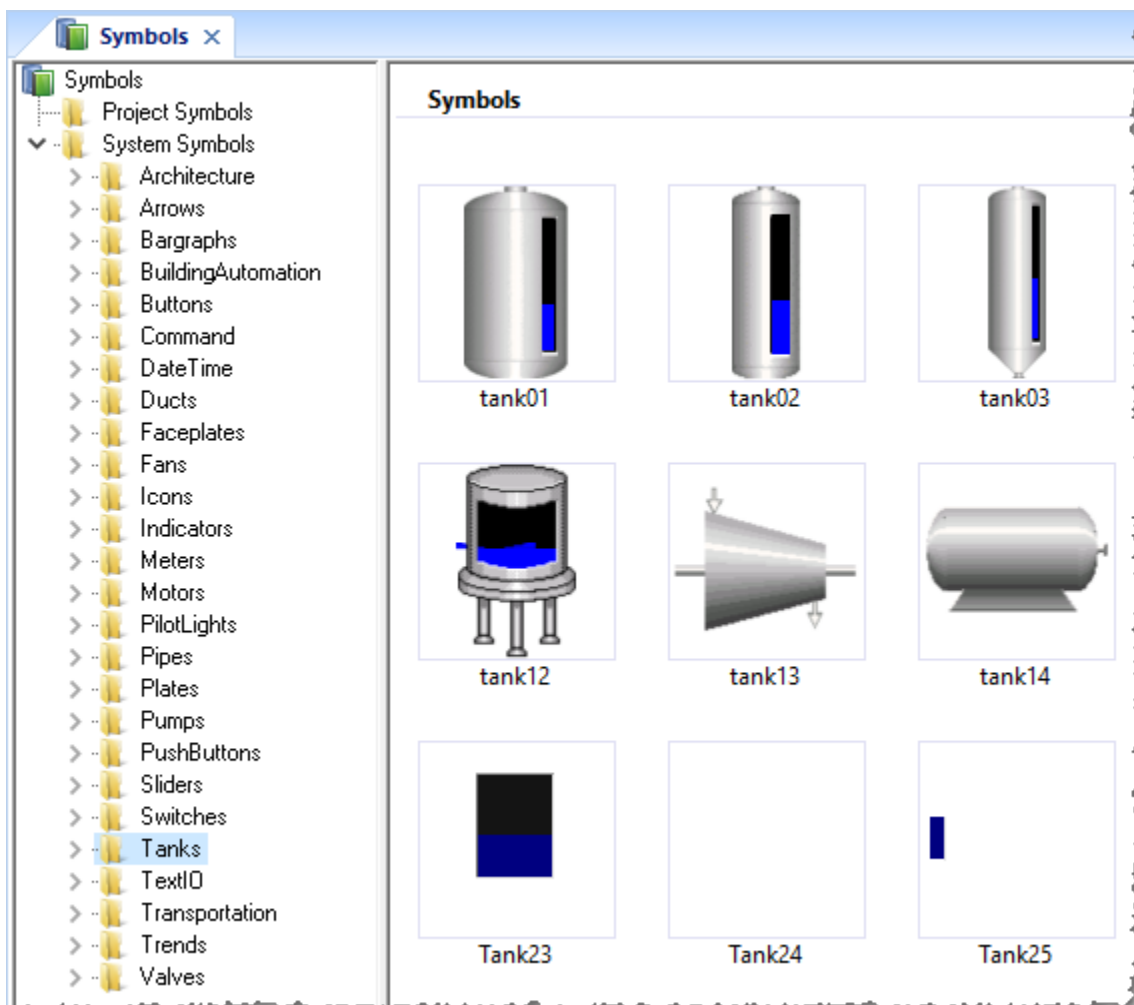 Symbols
Symbols
Project Symbols
System Symbols
Architecture
Arrows
Bargraphs
BuildingAutomation
Buttons
Command
DateTime
Ducts
Faceplates
Fans
Icons
Indicators
Meters
Motors
PilotLights
Pipes
Plates
Pumps
PushButtons
Sliders
Switches
Tanks
TextIO
Transportation
Trends
Valves
Symbols
tank01 tank02 tank03
tank12 tank13 tank14
Tank23 Tank24 Tank25